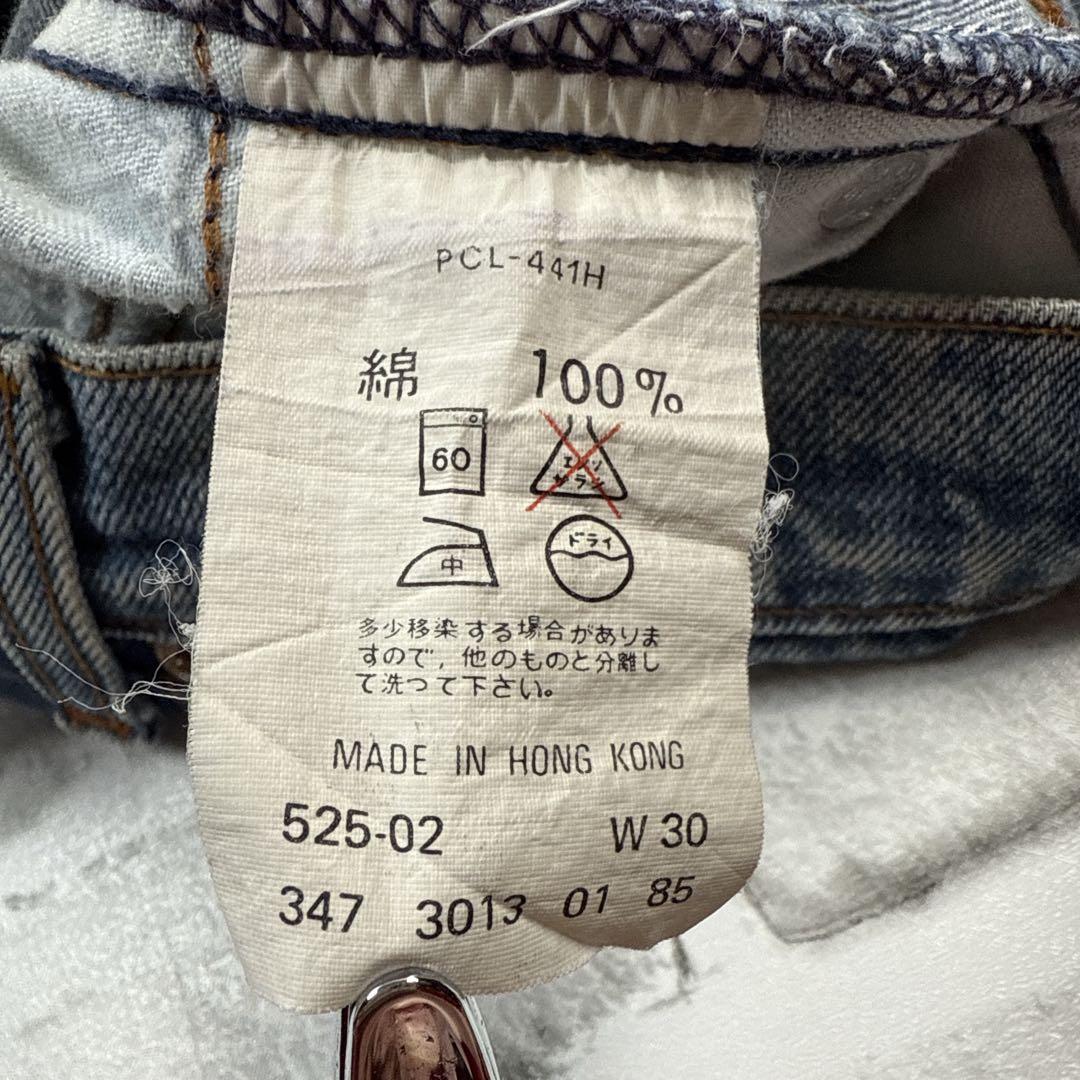 PCL-441H
綿 100%
60 エンソ
サラシ
中 ドライ
多少移染する場合がありま
すので，他のものと分離し
て洗つて下さい。
MADE IN HONG KONG
525-02 W 30
347 3013 01 85